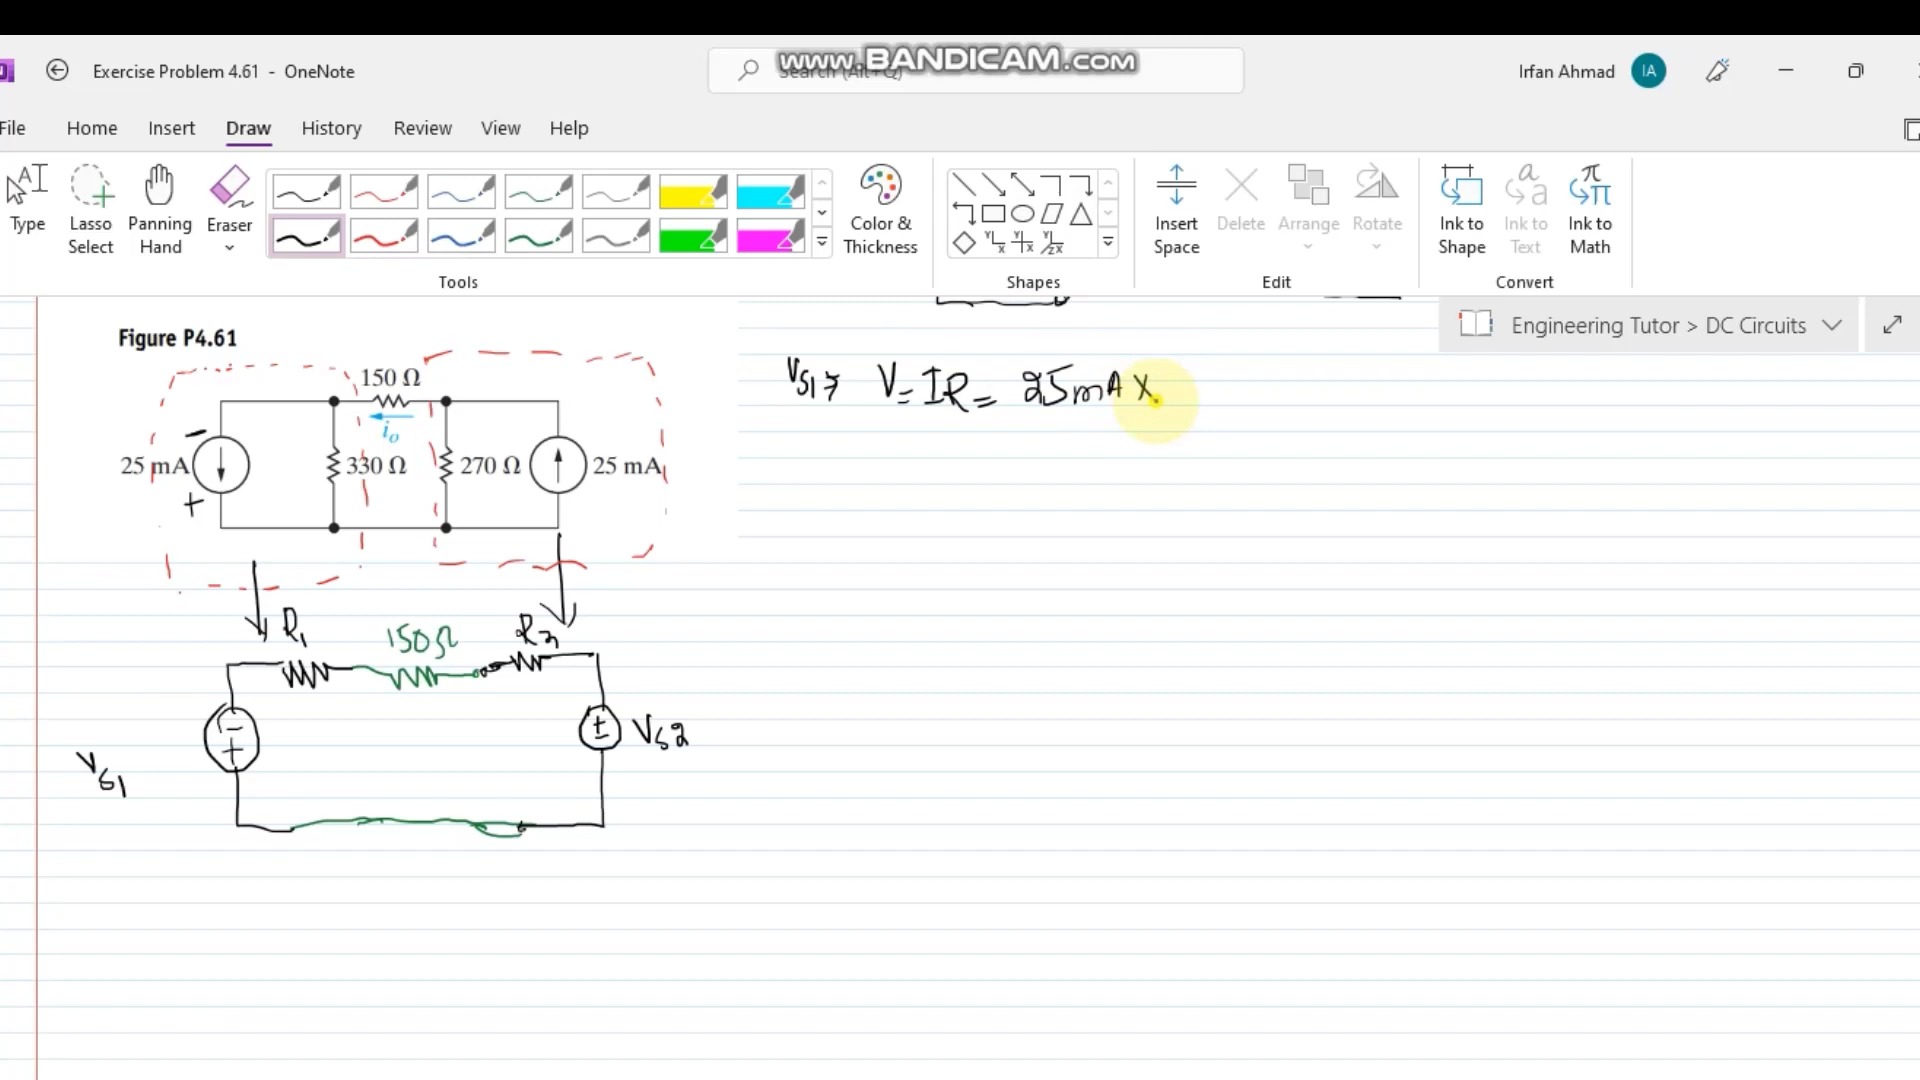 www.BANDICAM.com
Exercise Problem 4.61 - OneNote
Search (Alt+Q)
Irfan Ahmad
IA
File Home Insert Draw History Review View Help
Type
Lasso Select
Panning Hand
Eraser
Color & Thickness
Insert Space
Delete
Arrange
Rotate
Ink to Shape
Ink to Text
Ink to Math
Tools
Shapes
Edit
Convert
Engineering Tutor > DC Circuits
Figure P4.61
150 Ω
i₀
25 mA
330 Ω
270 Ω
25 mA
-
+
VS1 ⇒ V = IR = 25mA X
R1
150Ω
R2
- +
±
VS1
VS2